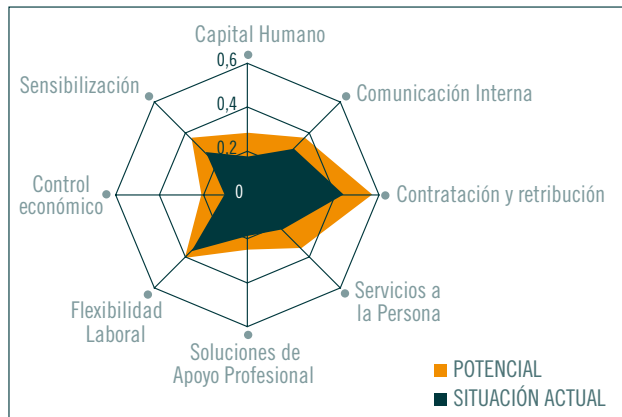 Capital Humano
0,6
Sensibilización
Comunicación Interna
0,4
0,2
0
Control
económico
Contratación y retribución
Servicios a
la Persona
Flexibilidad
Laboral
Soluciones de
Apoyo Profesional
POTENCIAL
SITUACIÓN ACTUAL